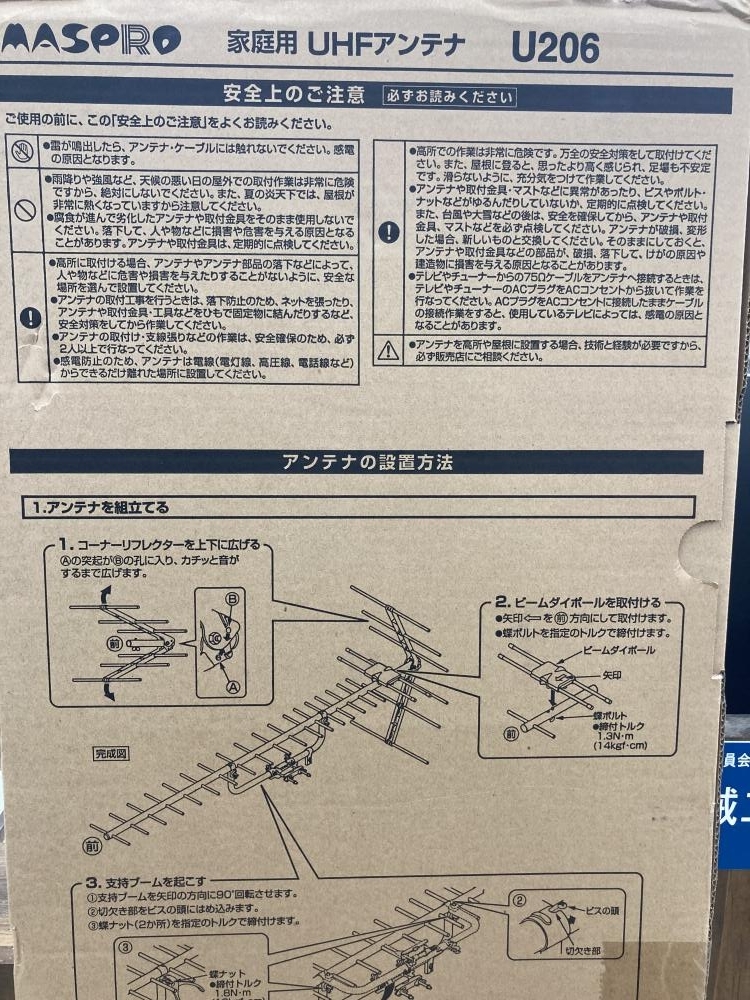 MASPRO 家庭用 UHFアンテナ U206
安全上のご注意 必ずお読みください
ご使用の前に、この「安全上のご注意」をよくお読みください。
●雷が鳴出したら、アンテナ・ケーブルには触れないでください。感電
の原因となります。
●雨降りや強風など、天候の悪い日の屋外での取付作業は非常に危険
ですから、絶対にしないでください。また、夏の炎天下では、屋根が
非常に熱くなっていますから注意してください。
●腐食が進んで劣化したアンテナや取付金具をそのまま使用しないで
ください。落下して、人や物などに損害や危害を与える原因となる
ことがあります。アンテナや取付金具は、定期的に点検してください。
●高所に取付ける場合、アンテナやアンテナ部品の落下などによって、
人や物などに危害や損害を与えたりすることがないように、安全な
場所を選んで設置してください。
●アンテナの取付工事を行うときは、落下防止のため、ネットを張ったり、
アンテナや取付金具・工具などをひもで固定物に結んだりするなど、
安全対策をしてから作業してください。
●アンテナの取付・支線張りなどの作業は、安全確保のため、必ず
2人以上で行なってください。
●感電防止のため、アンテナは電線(電灯線、高圧線、電話線など)
からできるだけ離れた場所に設置してください。
●高所での作業は非常に危険です。万全の安全対策をして取付けてくだ
さい。また、屋根に登ると、思ったより高く感じられ、足場も不安定
です。滑らないように、充分気をつけて作業してください。
●アンテナや取付金具・マストなどに異常があったり、ビスやボルト・
ナットなどがゆるんだりしていないか、定期的に点検してください。
また、台風や大雪などの後は、安全を確保してから、アンテナや取付
金具、マストなどを必ず点検してください。アンテナが破損、変形
した場合、新しいものと交換してください。そのままにしておくと、
アンテナや取付金具などの部品が、破損、落下して、けがの原因や
建造物に損害を与える原因となることがあります。
●テレビやチューナーからの75Ωケーブルをアンテナへ接続するときは、
テレビやチューナーのACプラグをACコンセントから抜いて作業を
行なってください。ACプラグをACコンセントに接続したままケーブル
の接続作業をすると、使用しているテレビによっては、感電の原因と
なることがあります。
●アンテナを高所や屋根に設置する場合、技術と経験が必要ですから、
必ず販売店にご相談ください。
アンテナの設置方法
1.アンテナを組立てる
1. コーナーリフレクターを上下に広げる
Ⓐの突起がⒷの孔に入り、カチッと音が
するまで広げます。
前
Ⓑ
Ⓐ
2. ビームダイポールを取付ける
●矢印⇦を㊝方向にして取付けます。
●蝶ボルトを指定のトルクで締付けます。
ビームダイポール
矢印
蝶ボルト
●締付トルク
1.3N・m
(14kgf・cm)
前
完成図
前
3. 支持ブームを起こす
①支持ブームを矢印の方向に90°回転させます。
②切欠き部をビスの頭にはめ込みます。
③蝶ナット(2か所)を指定のトルクで締付けます。
②
ビスの頭
切欠き部
③
蝶ナット
●締付トルク
1.8N・m
員会